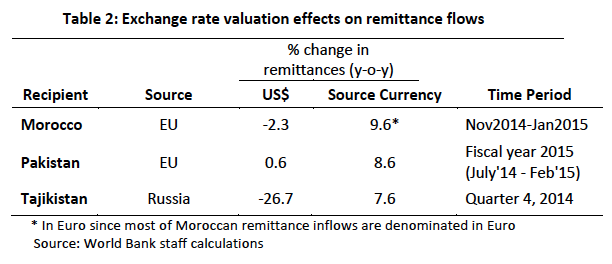 Table 2: Exchange rate valuation effects on remittance flows
% change in
remittances (y-o-y)
Recipient Source US$ Source Currency Time Period
Morocco EU -2.3 9.6* Nov2014-Jan2015
Pakistan EU 0.6 8.6 Fiscal year 2015
(July'14 - Feb'15)
Tajikistan Russia -26.7 7.6 Quarter 4, 2014
* In Euro since most of Moroccan remittance inflows are denominated in Euro
Source: World Bank staff calculations